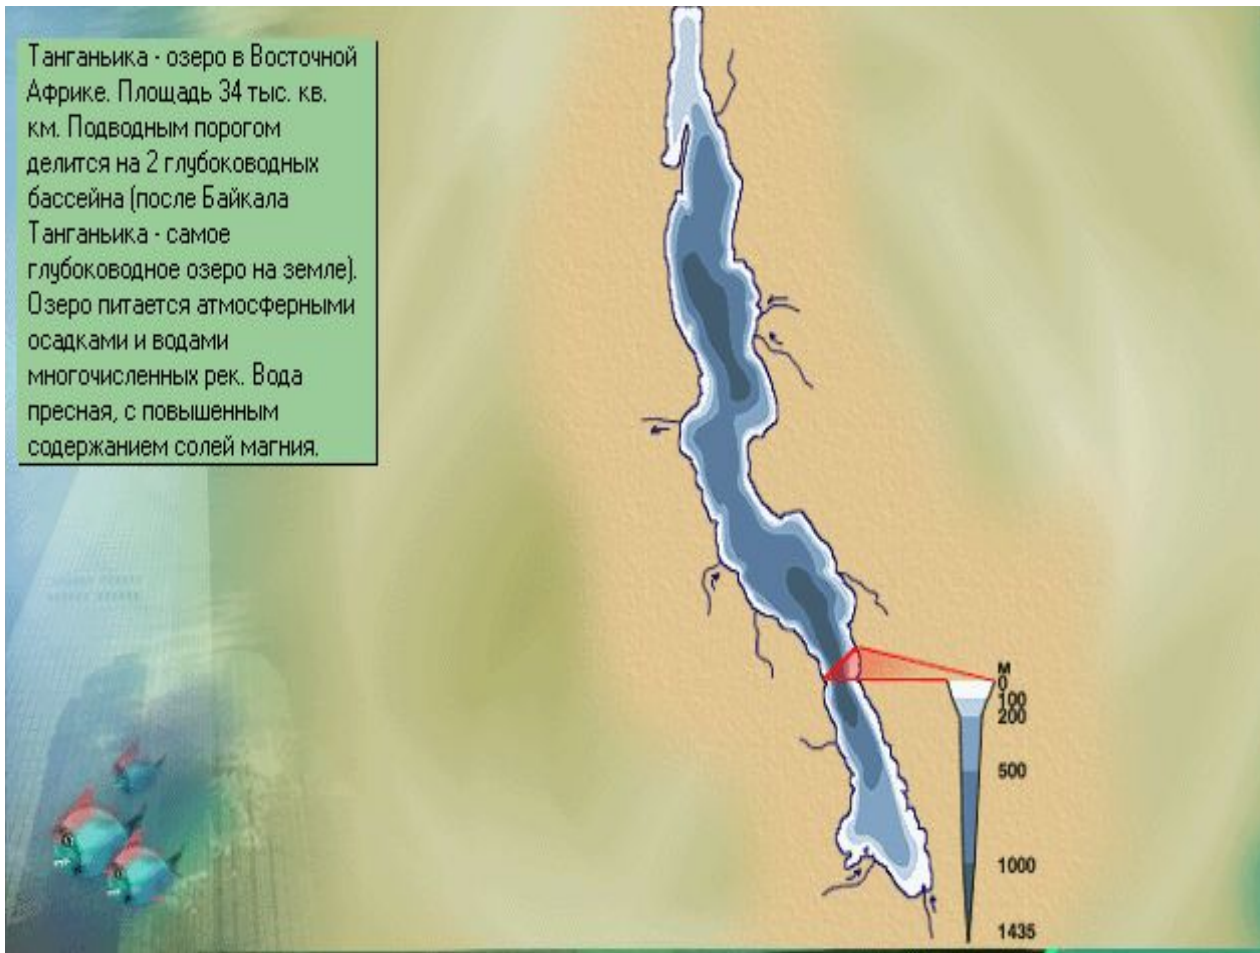 Танганьика - озеро в Восточной
Африке. Площадь 34 тыс. кв.
км. Подводным порогом
делится на 2 глубоководных
бассейна (после Байкала
Танганьика - самое
глубоководное озеро на земле).
Озеро питается атмосферными
осадками и водами
многочисленных рек. Вода
пресная, с повышенным
содержанием солей магния.
м
0
100
200
500
1000
1435